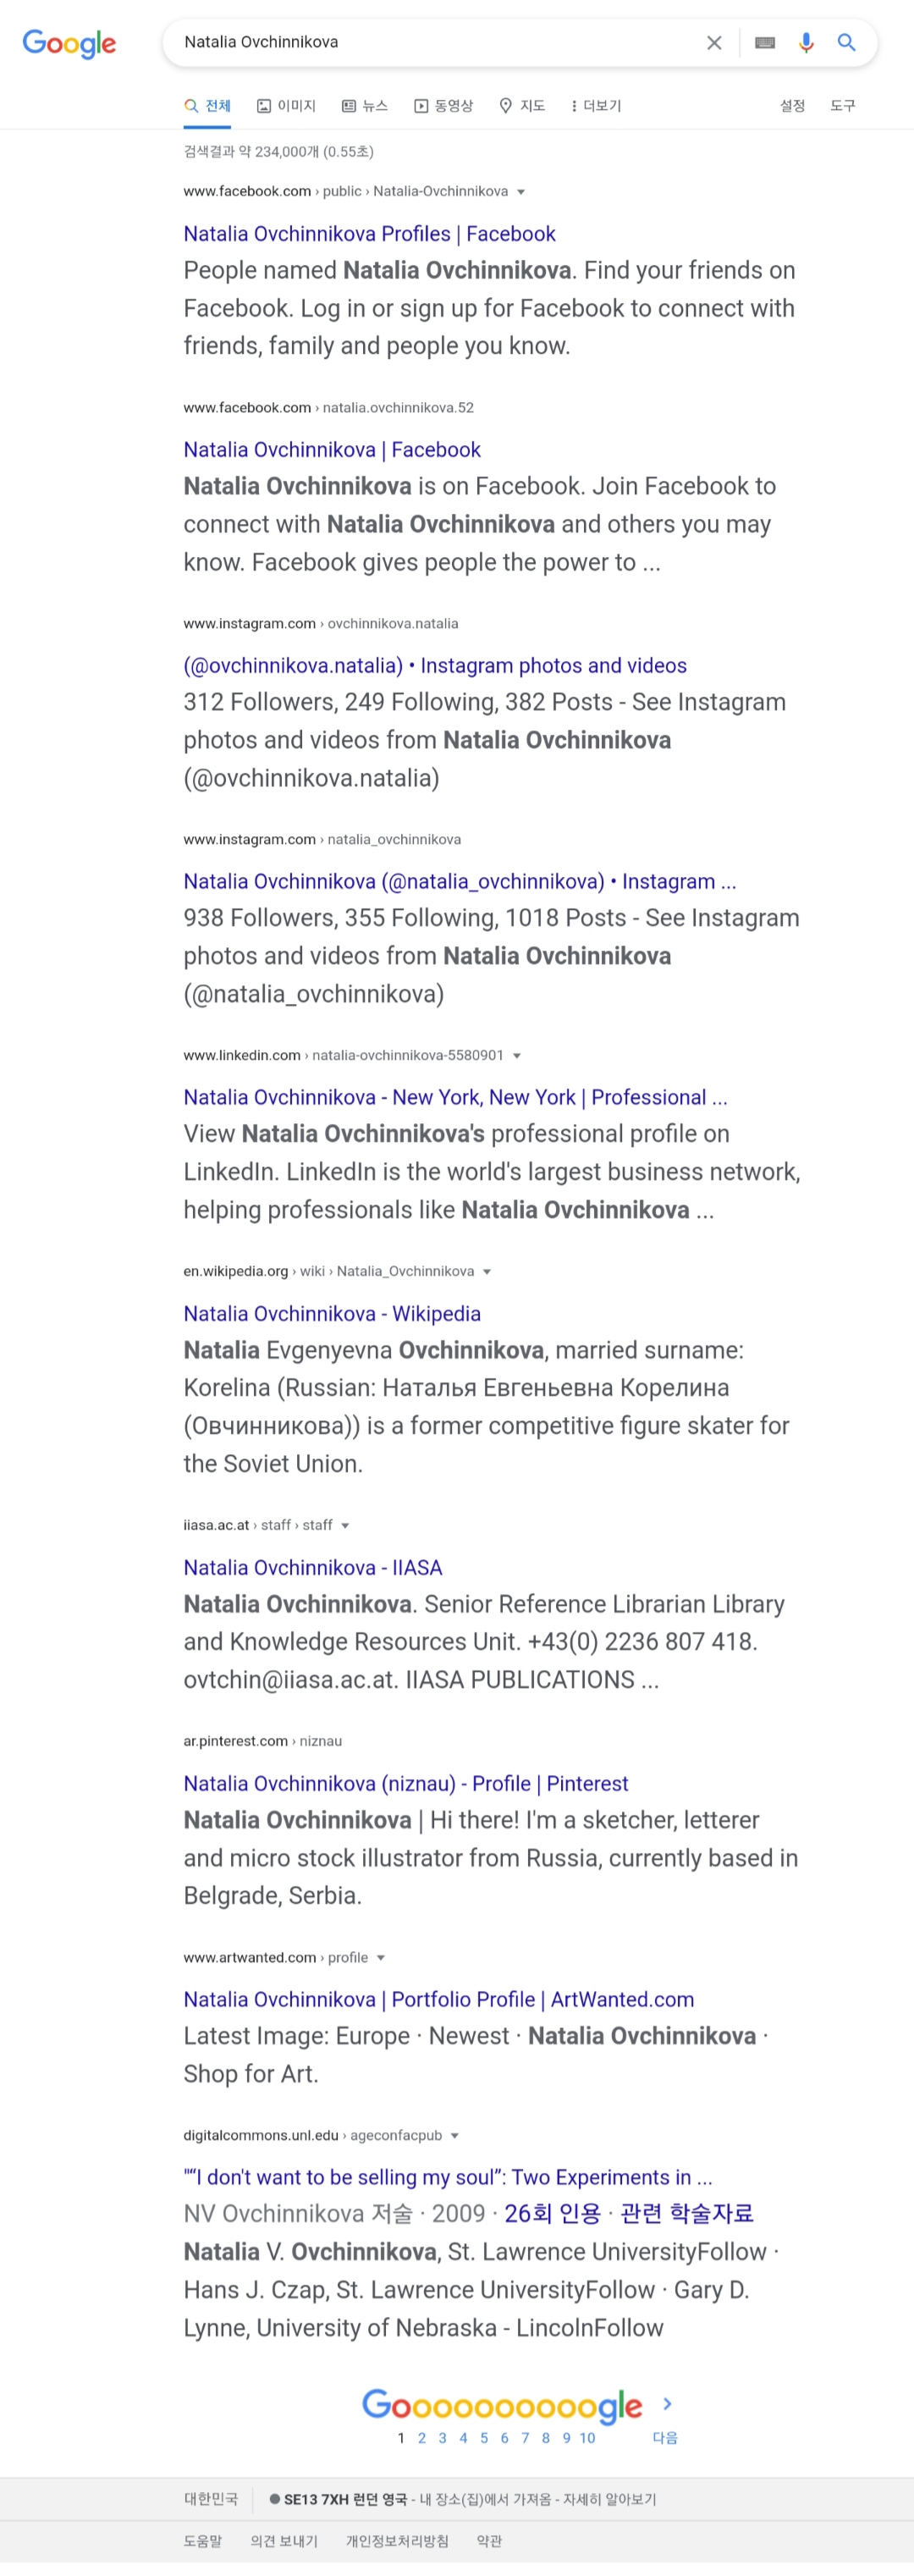 Google
Natalia Ovchinnikova
전체 이미지 뉴스 동영상 지도 더보기 설정 도구
검색결과 약 234,000개 (0.55초)
www.facebook.com › public › Natalia-Ovchinnikova
Natalia Ovchinnikova Profiles | Facebook
People named Natalia Ovchinnikova. Find your friends on
Facebook. Log in or sign up for Facebook to connect with
friends, family and people you know.
www.facebook.com › natalia.ovchinnikova.52
Natalia Ovchinnikova | Facebook
Natalia Ovchinnikova is on Facebook. Join Facebook to
connect with Natalia Ovchinnikova and others you may
know. Facebook gives people the power to ...
www.instagram.com › ovchinnikova.natalia
(@ovchinnikova.natalia) • Instagram photos and videos
312 Followers, 249 Following, 382 Posts - See Instagram
photos and videos from Natalia Ovchinnikova
(@ovchinnikova.natalia)
www.instagram.com › natalia_ovchinnikova
Natalia Ovchinnikova (@natalia_ovchinnikova) • Instagram ...
938 Followers, 355 Following, 1018 Posts - See Instagram
photos and videos from Natalia Ovchinnikova
(@natalia_ovchinnikova)
www.linkedin.com › natalia-ovchinnikova-5580901
Natalia Ovchinnikova - New York, New York | Professional ...
View Natalia Ovchinnikova's professional profile on
LinkedIn. LinkedIn is the world's largest business network,
helping professionals like Natalia Ovchinnikova ...
en.wikipedia.org › wiki › Natalia_Ovchinnikova
Natalia Ovchinnikova - Wikipedia
Natalia Evgenyevna Ovchinnikova, married surname:
Korelina (Russian: Наталья Евгеньевна Корелина
(Овчинникова)) is a former competitive figure skater for
the Soviet Union.
iiasa.ac.at › staff › staff
Natalia Ovchinnikova - IIASA
Natalia Ovchinnikova. Senior Reference Librarian Library
and Knowledge Resources Unit. +43(0) 2236 807 418.
ovtchin@iiasa.ac.at. IIASA PUBLICATIONS ...
ar.pinterest.com › niznau
Natalia Ovchinnikova (niznau) - Profile | Pinterest
Natalia Ovchinnikova | Hi there! I'm a sketcher, letterer
and micro stock illustrator from Russia, currently based in
Belgrade, Serbia.
www.artwanted.com › profile
Natalia Ovchinnikova | Portfolio Profile | ArtWanted.com
Latest Image: Europe · Newest · Natalia Ovchinnikova ·
Shop for Art.
digitalcommons.unl.edu › ageconfacpub
"“I don't want to be selling my soul”: Two Experiments in ...
NV Ovchinnikova 저술 · 2009 · 26회 인용 · 관련 학술자료
Natalia V. Ovchinnikova, St. Lawrence UniversityFollow ·
Hans J. Czap, St. Lawrence UniversityFollow · Gary D.
Lynne, University of Nebraska - LincolnFollow
Goooooooooogle
1 2 3 4 5 6 7 8 9 10 다음
대한민국 SE13 7XH 런던 영국 - 내 장소(집)에서 가져옴 - 자세히 알아보기
도움말 의견 보내기 개인정보처리방침 약관